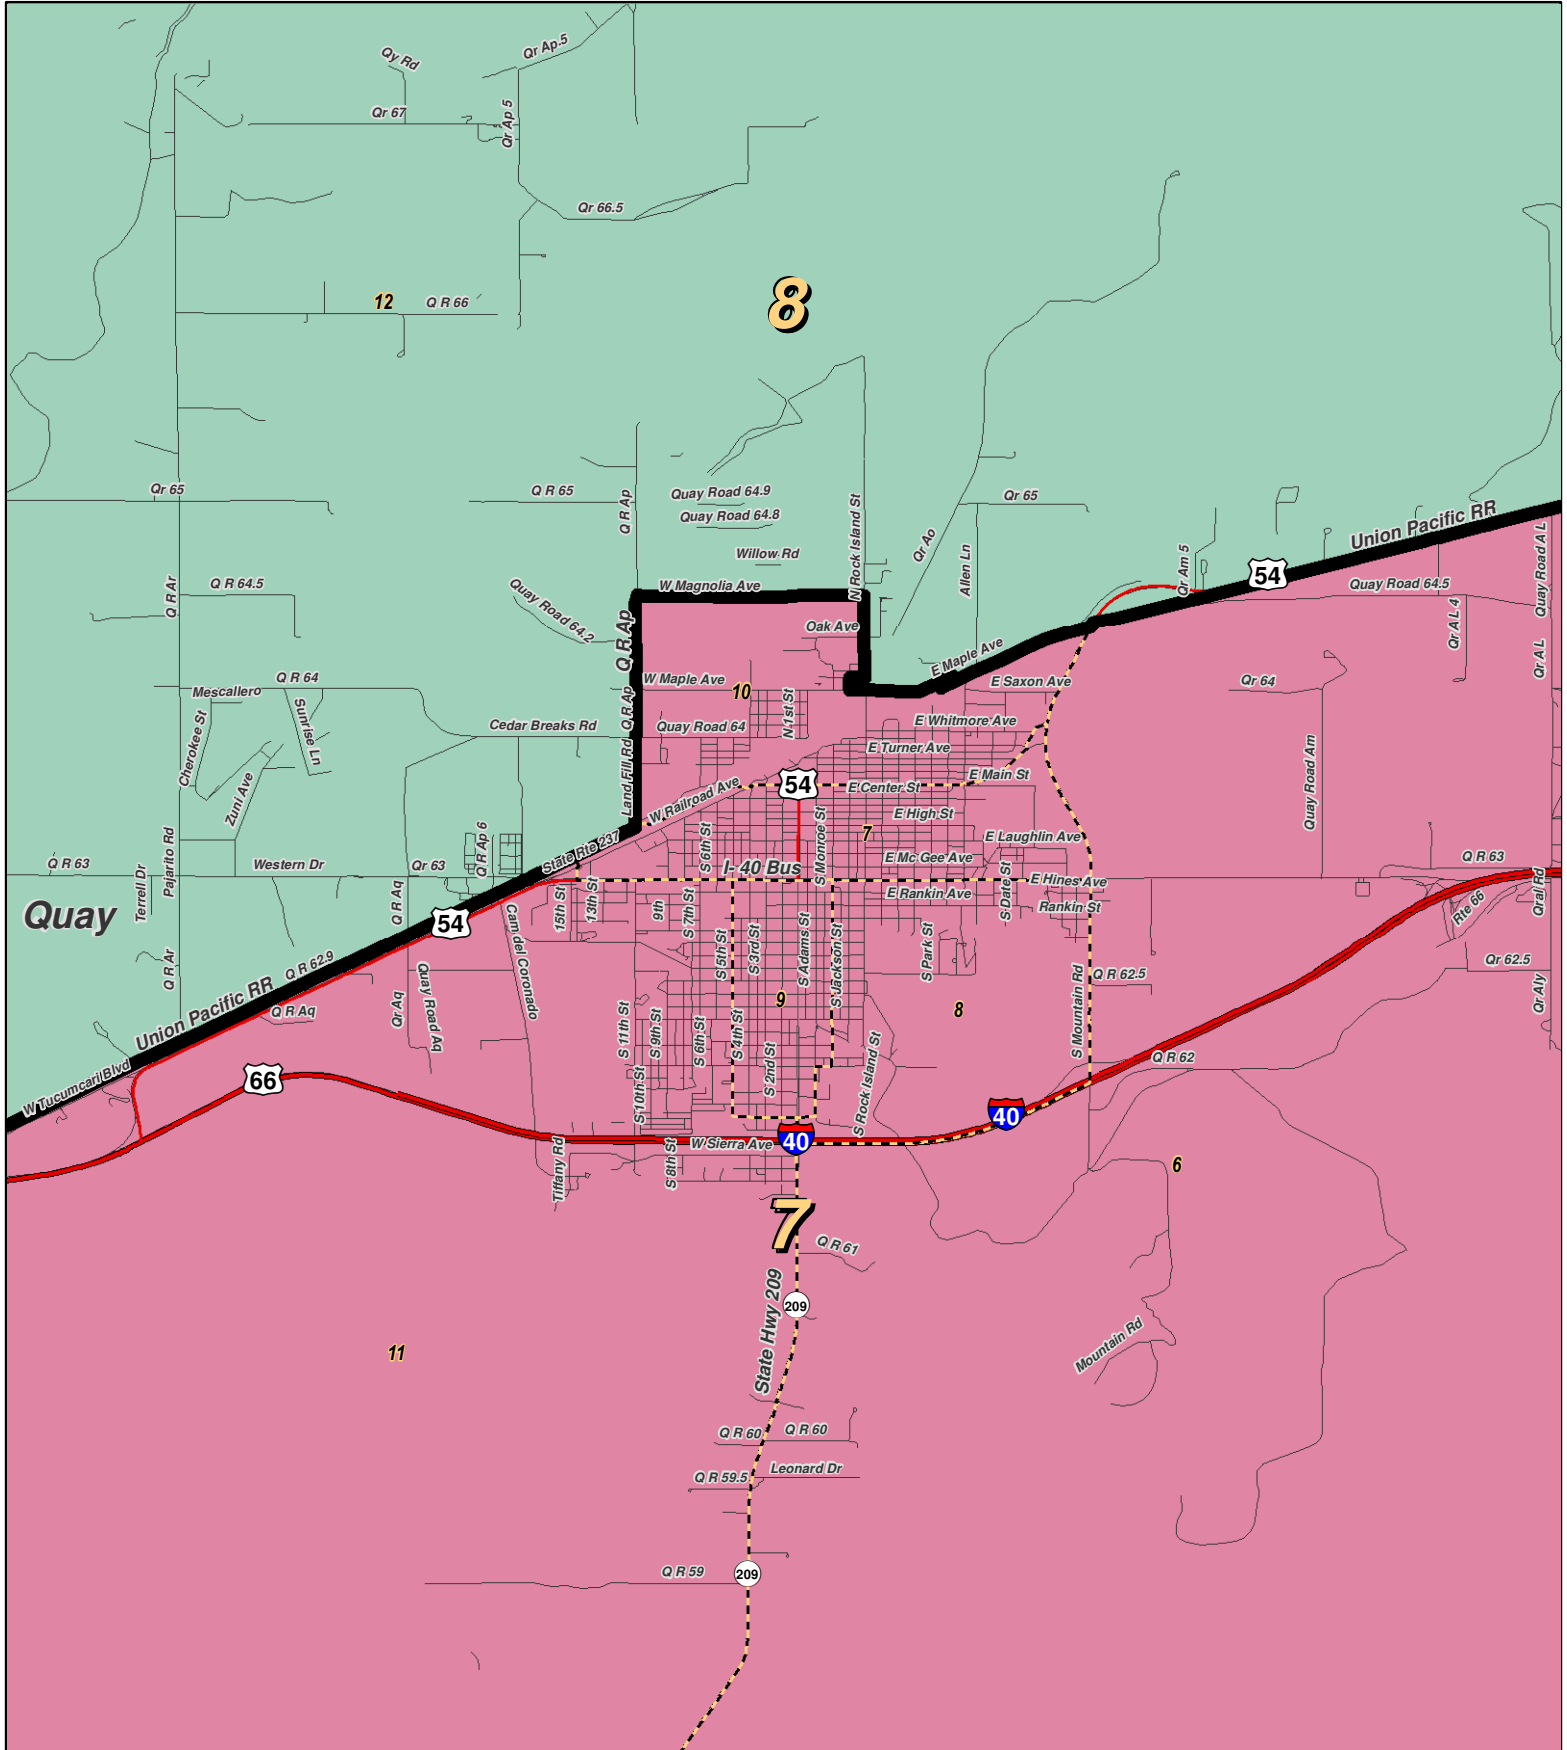 Qr Ap.5
Qy Rd
Qr 67
Qr Ap 5
Qr 66.5
12
Q R 66
8
Qr 65
Q R 65
Q R Ap
Quay Road 64.9
Quay Road 64.8
Willow Rd
N Rock Island St
Qr Ao
Qr 65
Allen Ln
Union Pacific RR
Quay Road A L
Qr Am 5
54
Quay Road 64.5
Q R Ar
Q R 64.5
Quay Road 64.2
W Magnolia Ave
Q R Ap
Oak Ave
E Maple Ave
Qr A L 4
Qr A L
Q R 64
Mescallero
Cherokee St
Sunrise Ln
Zuni Ave
Cedar Breaks Rd
Q R Ap
Land Fill Rd
W Maple Ave
10
N 1st St
Quay Road 64
E Saxon Ave
Qr 64
E Whitmore Ave
E Turner Ave
Quay Road Am
E Main St
54
E Center St
W Railroad Ave
E High St
S Monroe St
7
E Laughlin Ave
Q R Ap 6
State Rte 237
S 6th St
E Mc Gee Ave
Q R 63
Terrell Dr
Pajarito Rd
Western Dr
Qr 63
I-40 Bus
E Hines Ave
Q R 63
Qral Rd
Quay
Q R Aq
54
15th St
13th St
9th
S 7th St
E Rankin Ave
S Date St
Rankin St
Rte 66
Cam del Coronado
S 5th St
S 3rd St
S Adams St
S Jackson St
S Park St
Q R Ar
Q R 62.9
Union Pacific RR
Q R Aq
Qr Aq
Quay Road Aq
9
8
Q R 62.5
Qr 62.5
Qr Aly
S Mountain Rd
S 11th St
S 9th St
S 6th St
S 4th St
S 2nd St
S Rock Island St
Q R 62
W Tucumcari Blvd
66
S 10th St
40
40
W Sierra Ave
Tiffany Rd
S 8th St
6
7
Q R 61
State Hwy 209
209
Mountain Rd
11
Q R 60
Q R 60
Leonard Dr
Q R 59.5
Q R 59
209